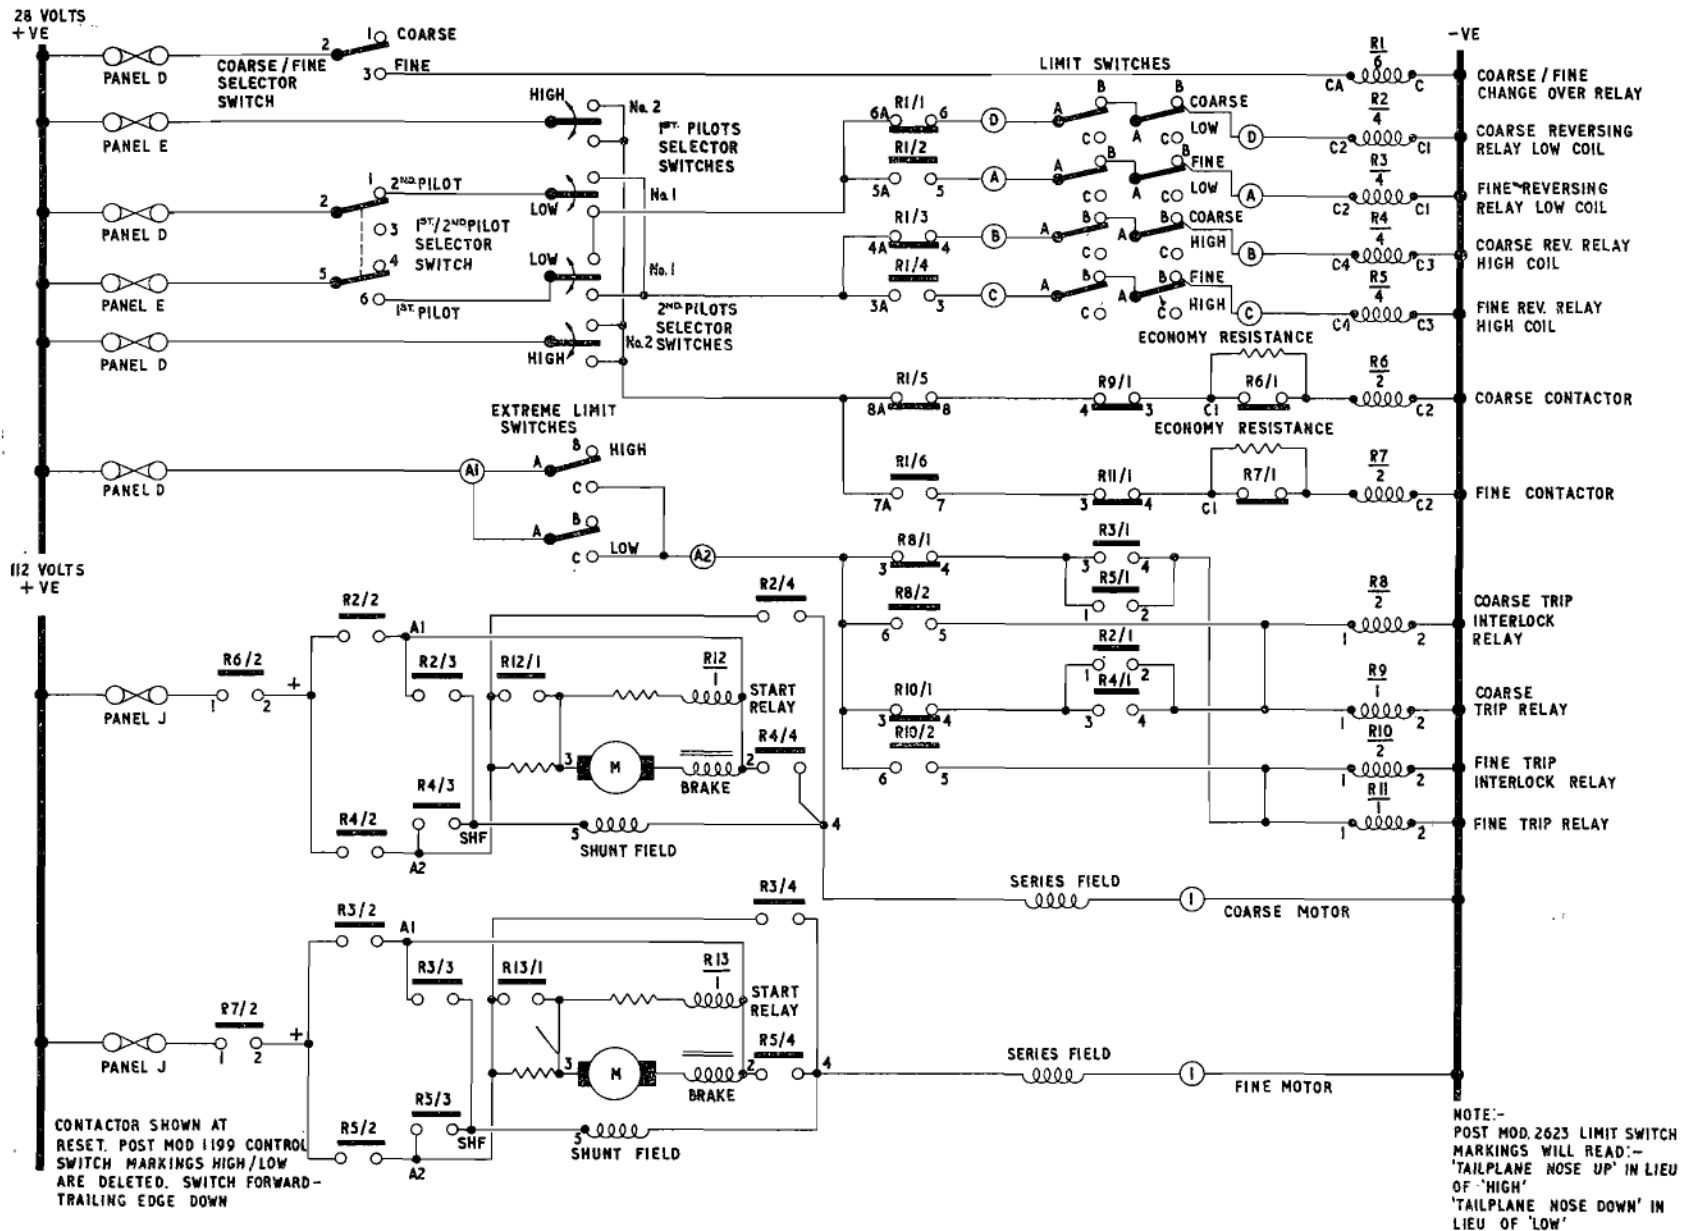 28 VOLTS
+VE
-VE
PANEL D
COARSE/FINE
SELECTOR
SWITCH
2
1
COARSE
3
FINE
LIMIT SWITCHES
R1
6
CA
C
COARSE / FINE
CHANGE OVER RELAY
PANEL E
HIGH
No. 2
1ST. PILOTS
SELECTOR
SWITCHES
R1/1
6A
6
D
A
B
C
A
B
C
COARSE
LOW
D
R2
4
C2
C1
COARSE REVERSING
RELAY LOW COIL
R1/2
5A
5
A
A
B
C
A
B
C
FINE
LOW
A
R3
4
C2
C1
FINE REVERSING
RELAY LOW COIL
PANEL D
2
1
2ND PILOT
3
1ST/2ND PILOT
SELECTOR
SWITCH
LOW
No.1
R1/3
4A
4
B
A
B
C
A
B
C
COARSE
HIGH
B
R4
4
C4
C3
COARSE REV. RELAY
HIGH COIL
PANEL E
5
4
6
1ST. PILOT
LOW
No.1
R1/4
3A
3
C
A
B
C
A
B
C
FINE
HIGH
C
R5
4
C4
C3
FINE REV. RELAY
HIGH COIL
PANEL D
HIGH
No.2
2ND. PILOTS
SELECTOR
SWITCHES
ECONOMY RESISTANCE
R1/5
8A
8
R9/1
4
3
C1
R6/1
R6
2
C2
COARSE CONTACTOR
ECONOMY RESISTANCE
R1/6
7A
7
R11/1
3
4
C1
R7/1
R7
2
C2
FINE CONTACTOR
EXTREME LIMIT
SWITCHES
PANEL D
A1
A
B
HIGH
C
A
B
C
LOW
A2
R8/1
3
4
R3/1
3
4
R5/1
1
2
R8/2
6
5
R8
2
1
2
COARSE TRIP
INTERLOCK
RELAY
R2/1
1
2
R10/1
3
4
R4/1
3
4
R9
1
1
2
COARSE
TRIP RELAY
R10/2
6
5
R10
2
1
2
FINE TRIP
INTERLOCK RELAY
R11
1
1
2
FINE TRIP RELAY
112 VOLTS
+VE
PANEL J
R6/2
1
2
+
R2/2
A1
R2/3
R12/1
R2/4
R12
1
START
RELAY
3
M
BRAKE
2
R4/4
R4/3
R4/2
A2
SHF
5
SHUNT FIELD
4
SERIES FIELD
1
COARSE MOTOR
PANEL J
R7/2
1
2
+
R3/2
A1
R3/3
R13/1
R3/4
R13
1
START
RELAY
3
M
BRAKE
2
R5/4
4
R5/3
R5/2
A2
SHF
5
SHUNT FIELD
SERIES FIELD
1
FINE MOTOR
CONTACTOR SHOWN AT
RESET. POST MOD 1199 CONTROL
SWITCH MARKINGS HIGH/LOW
ARE DELETED. SWITCH FORWARD-
TRAILING EDGE DOWN
NOTE:-
POST MOD. 2623 LIMIT SWITCH
MARKINGS WILL READ:-
'TAILPLANE NOSE UP' IN LIEU
OF 'HIGH'
'TAILPLANE NOSE DOWN' IN
LIEU OF 'LOW'